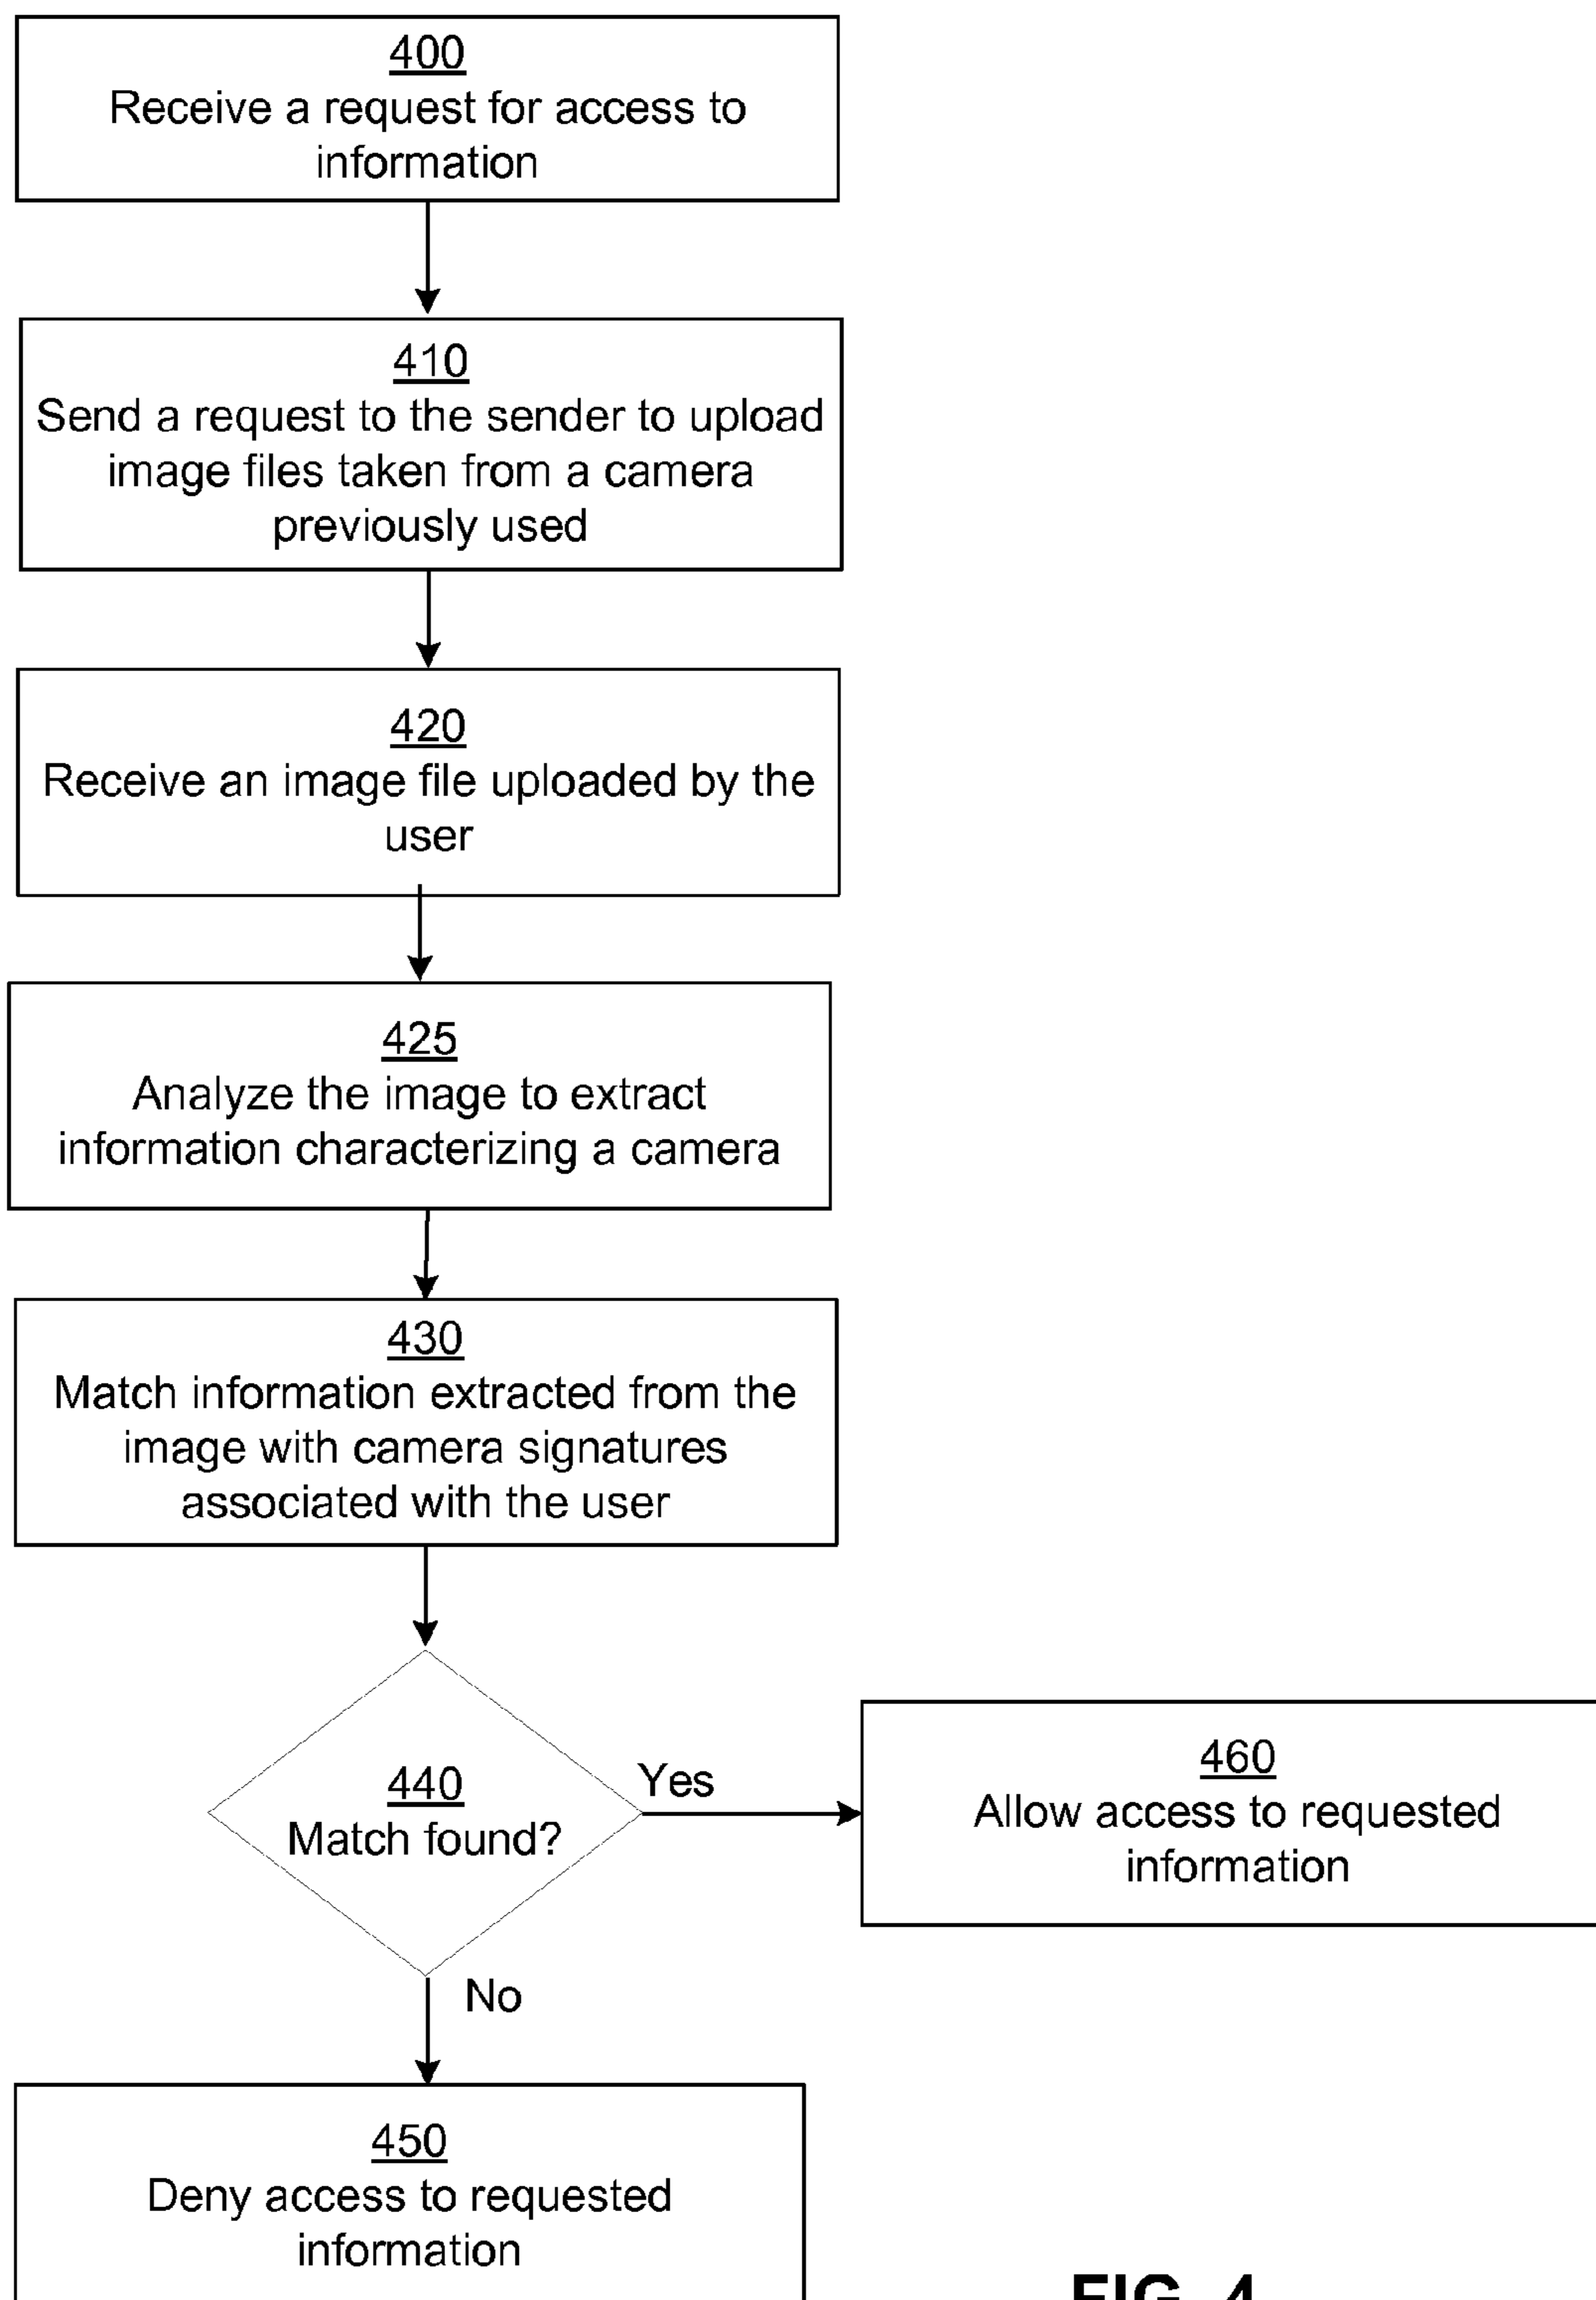 400
Receive a request for access to
information
410
Send a request to the sender to upload
image files taken from a camera
previously used
420
Receive an image file uploaded by the
user
425
Analyze the image to extract
information characterizing a camera
430
Match information extracted from the
image with camera signatures
associated with the user
440
Match found?
Yes
460
Allow access to requested
information
No
450
Deny access to requested
information
FIG. 4